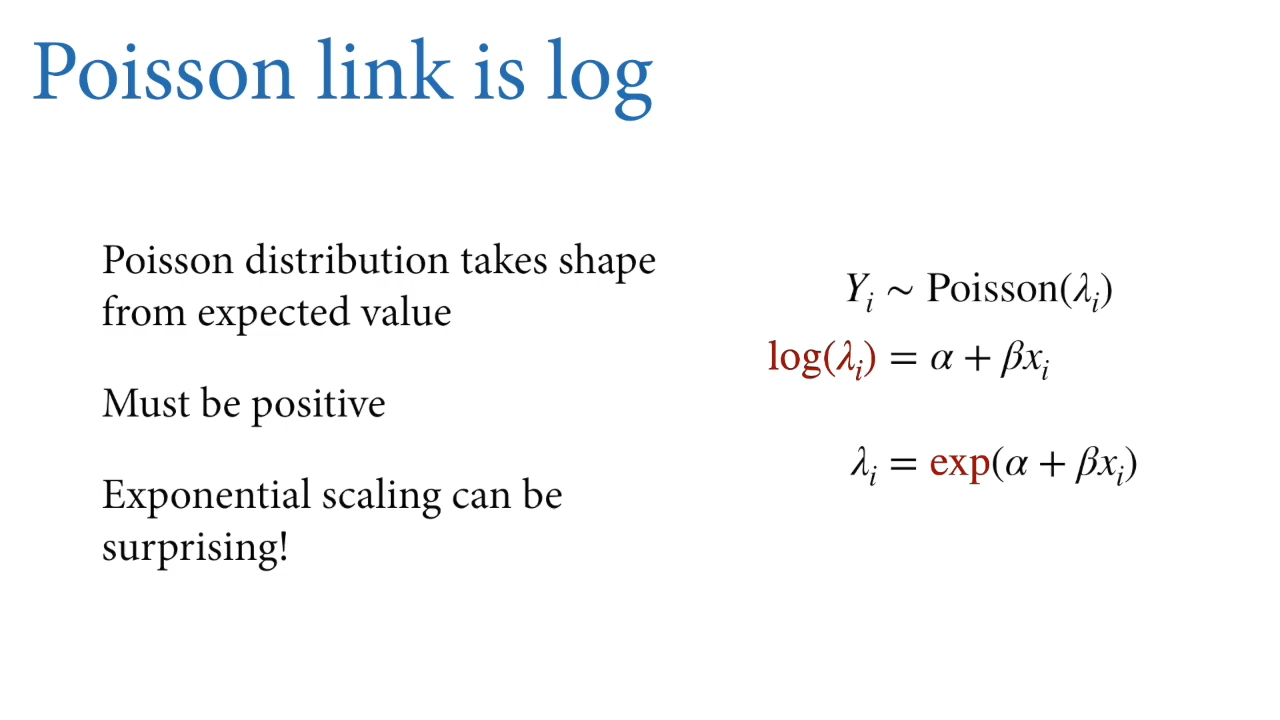 Poisson link is log
Poisson distribution takes shape
from expected value
Must be positive
Exponential scaling can be
surprising!
Yᵢ ∼ Poisson(λᵢ)
log(λᵢ) = α + βxᵢ
λᵢ = exp(α + βxᵢ)